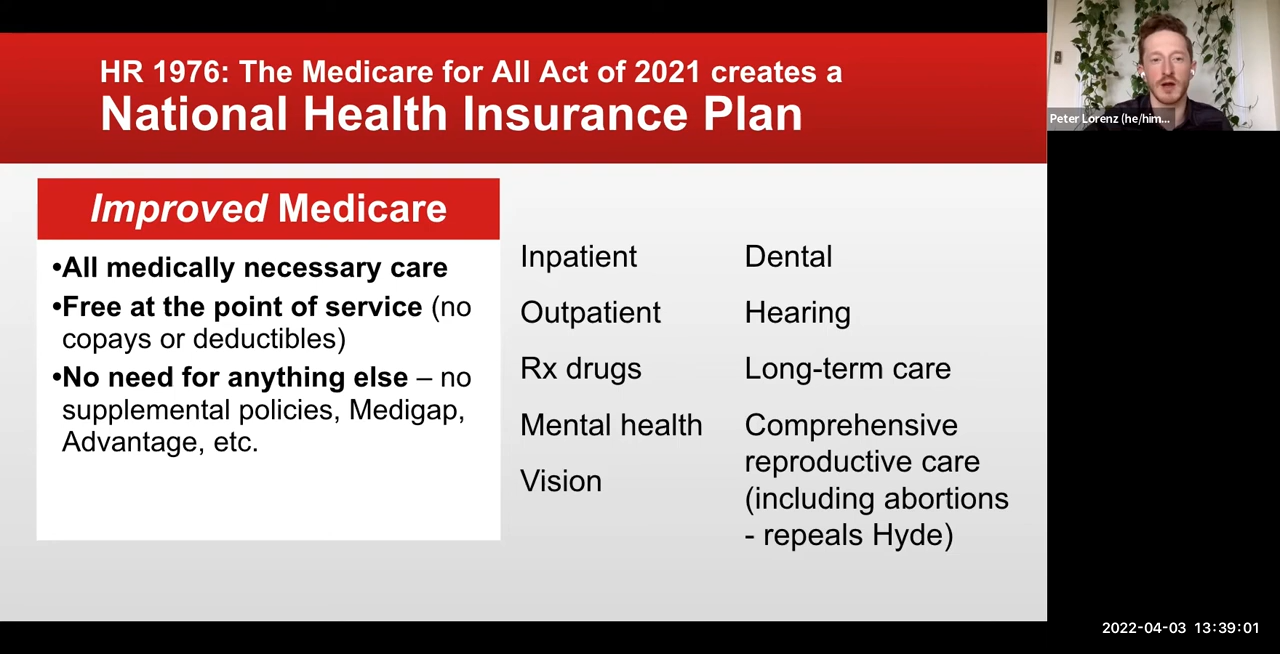 HR 1976: The Medicare for All Act of 2021 creates a
National Health Insurance Plan
Improved Medicare
•All medically necessary care
•Free at the point of service (no
copays or deductibles)
•No need for anything else – no
supplemental policies, Medigap,
Advantage, etc.
Inpatient
Outpatient
Rx drugs
Mental health
Vision
Dental
Hearing
Long-term care
Comprehensive
reproductive care
(including abortions
- repeals Hyde)
Peter Lorenz (he/him...
2022-04-03 13:39:01